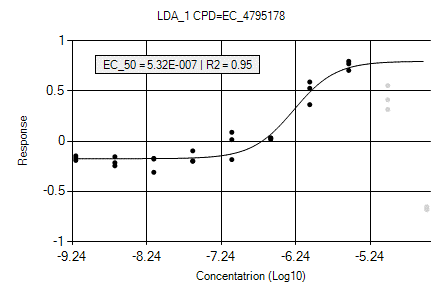 LDA_1 CPD=EC_4795178
EC_50 = 5.32E-007 | R2 = 0.95
1
0.5
0
-0.5
-1
Response
-9.24 -8.24 -7.24 -6.24 -5.24
Concentatrion (Log10)